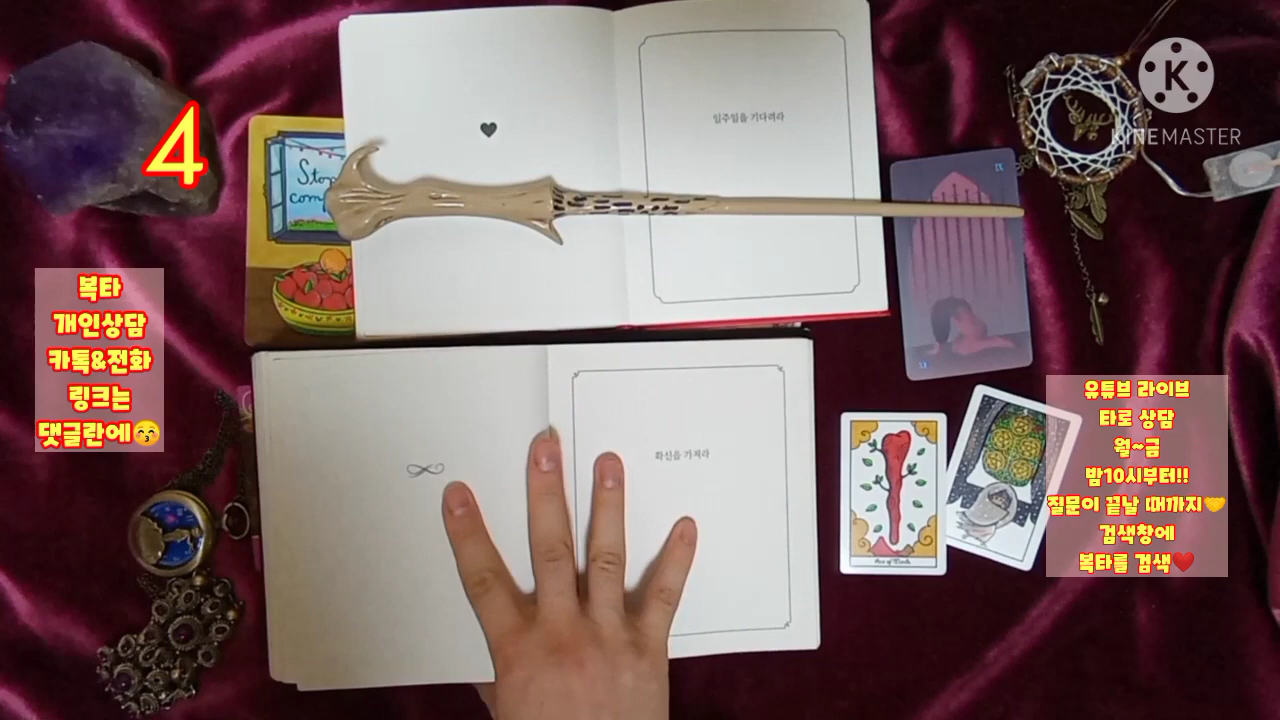 4
Stop
일주일을 기다려라
K
KINEMASTER
복타
개인상담
카톡&전화
링크는
댓글란에😚
확신을 가져라
유튜브 라이브
타로 상담
월~금
밤10시부터!!
질문이 끝날 때까지🤝
검색창에
복타를 검색❤️
Ace of Wands